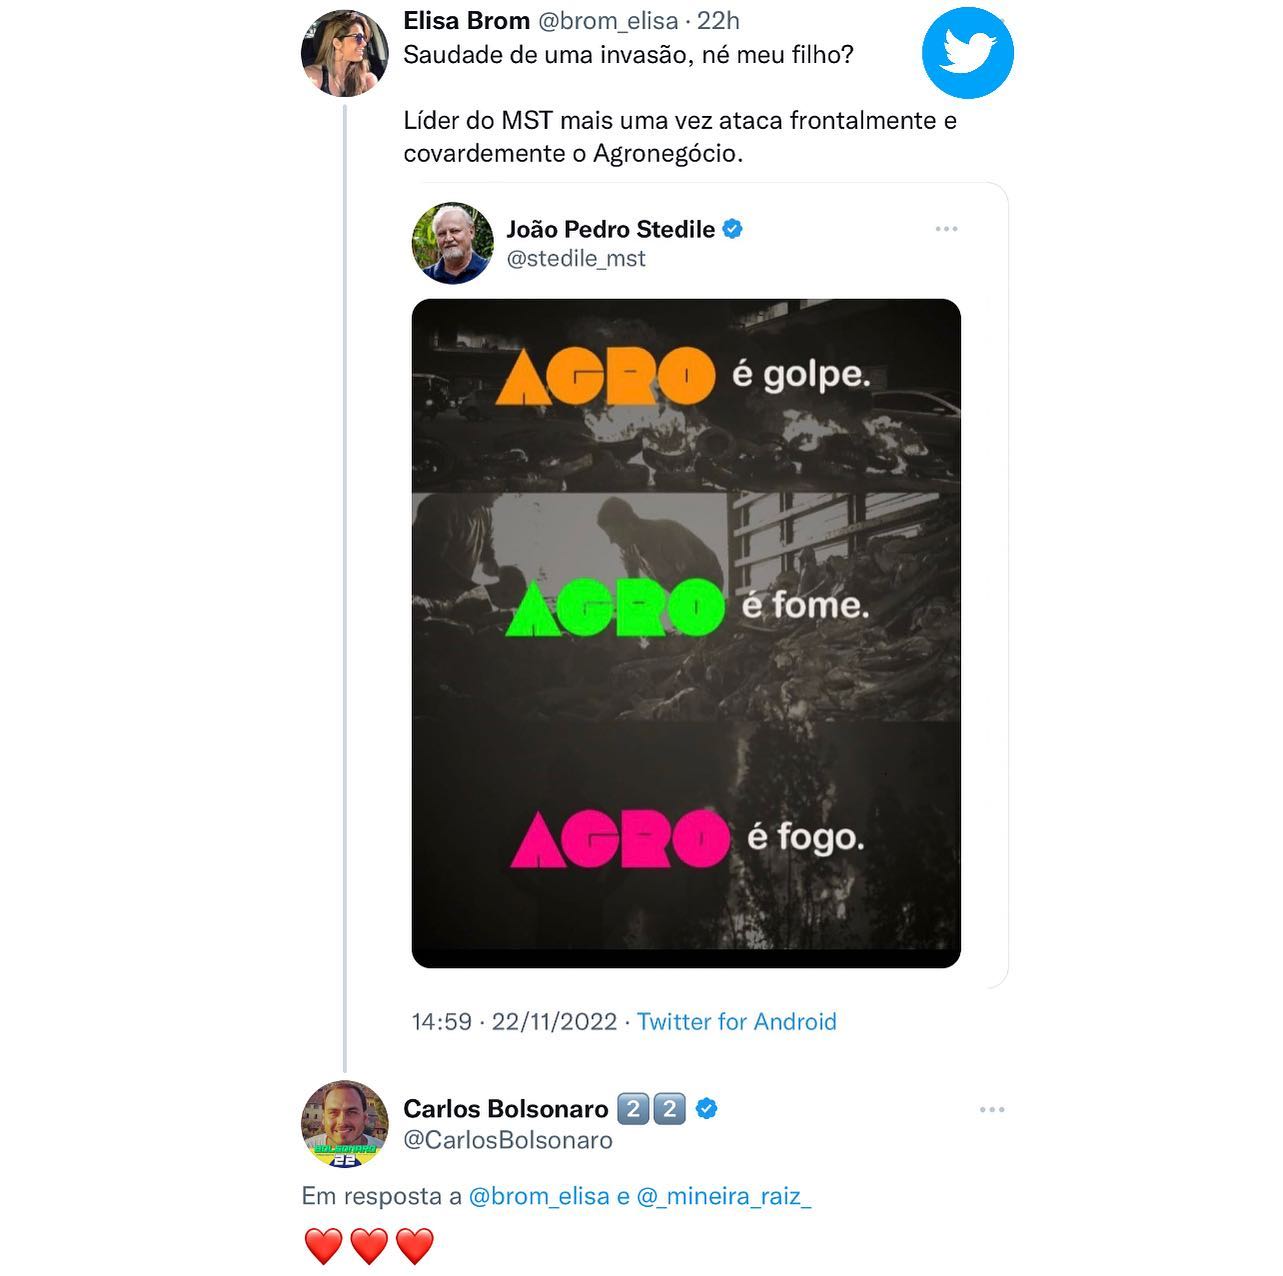 Elisa Brom @brom_elisa · 22h
Saudade de uma invasão, né meu filho?
Líder do MST mais uma vez ataca frontalmente e
covardemente o Agronegócio.
João Pedro Stedile
@stedile_mst
AGRO é golpe.
AGRO é fome.
AGRO é fogo.
14:59 · 22/11/2022 · Twitter for Android
Carlos Bolsonaro 2️⃣2️⃣
@CarlosBolsonaro
BOLSONARO
22
Em resposta a @brom_elisa e @_mineira_raiz_
❤️❤️❤️